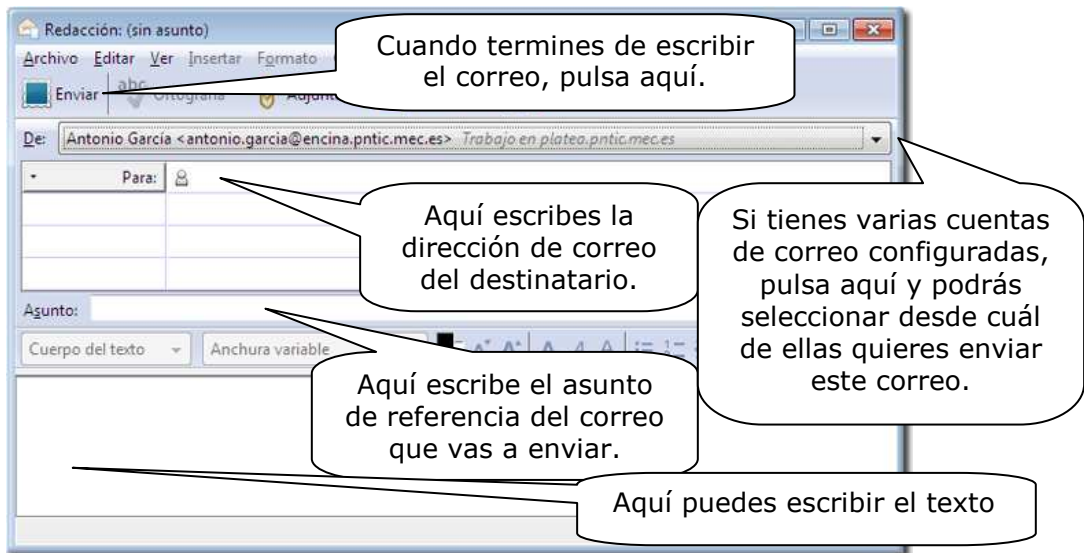 Redacción: (sin asunto)
Archivo Editar Ver Insertar Formato
Cuando termines de escribir
el correo, pulsa aquí.
Enviar
De: Antonio García <antonio.garcia@encina.pntic.mec.es> Trabajo en platea.pntic.mec.es
Para:
Aquí escribes la
dirección de correo
del destinatario.
Si tienes varias cuentas
de correo configuradas,
pulsa aquí y podrás
seleccionar desde cuál
de ellas quieres enviar
este correo.
Asunto:
Cuerpo del texto Anchura variable
Aquí escribe el asunto
de referencia del correo
que vas a enviar.
Aquí puedes escribir el texto